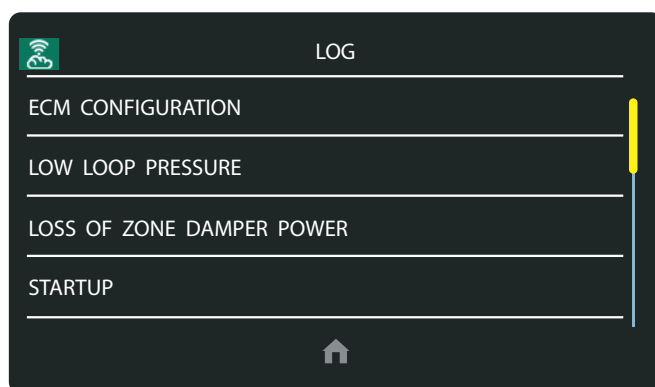 LOG
ECM CONFIGURATION
LOW LOOP PRESSURE
LOSS OF ZONE DAMPER POWER
STARTUP